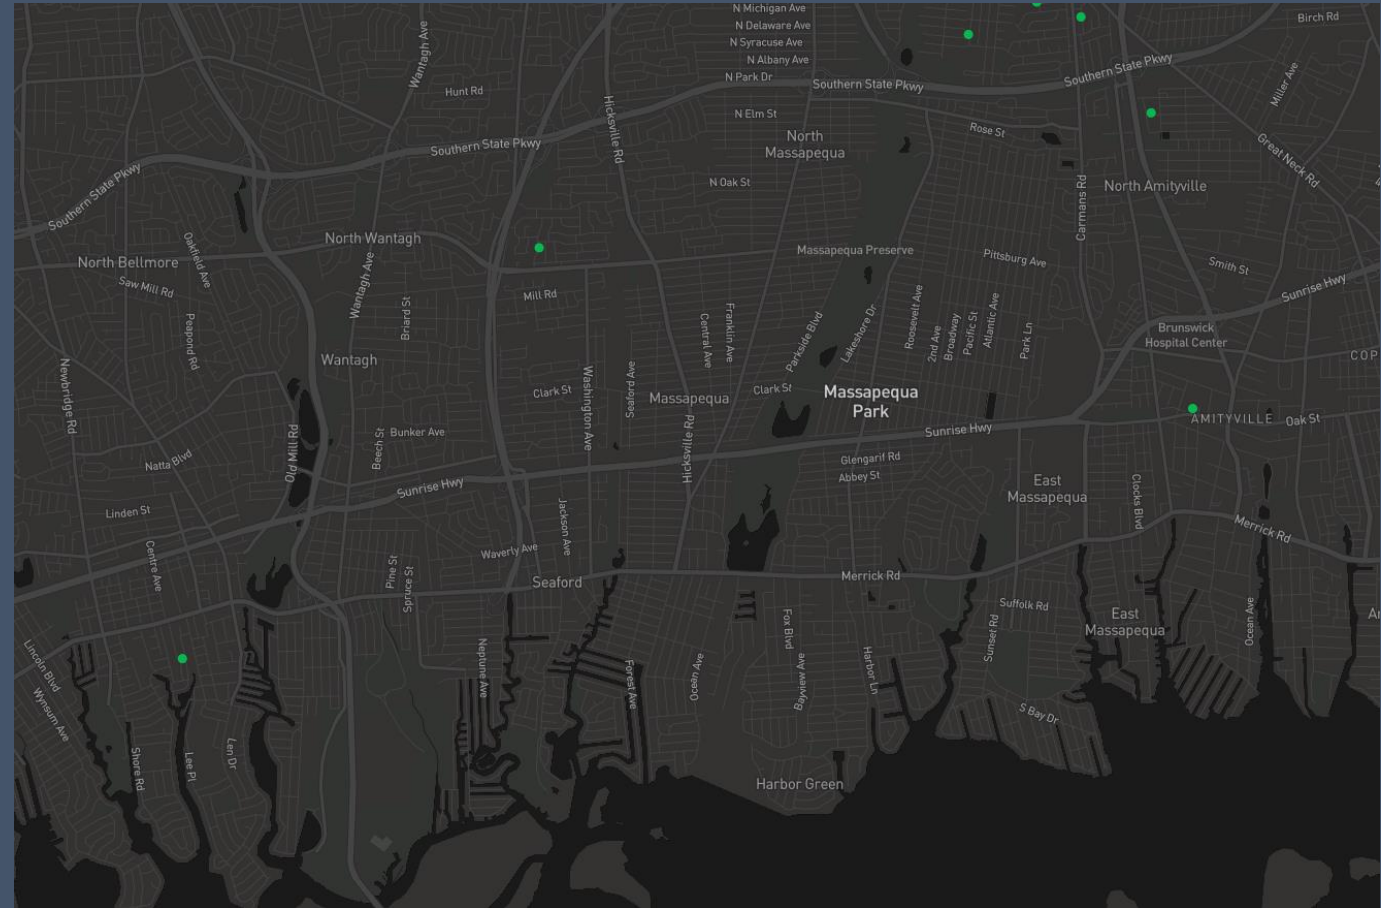 N Michigan Ave
N Delaware Ave
N Syracuse Ave
N Albany Ave
N Park Dr
Birch Rd
Wantagh Ave
Hunt Rd
Southern State Pkwy
Southern State Pkwy
Miller Ave
Hicksville Rd
N Elm St
North
Massapequa
Rose St
Southern State Pkwy
Great Neck Rd
Southern State Pkwy
N Oak St
Carmans Rd
North Amityville
North Wantagh
North Bellmore
Oakfield Ave
Massapequa Preserve
Pittsburg Ave
Smith St
Saw Mill Rd
Wantagh Ave
Mill Rd
Sunrise Hwy
Briard St
Peapond Rd
Central Ave
Franklin Ave
Parkside Blvd
Lakeshore Dr
Roosevelt Ave
2nd Ave
Broadway
Pacific St
Atlantic Ave
Park Ln
Brunswick
Hospital Center
COP
Wantagh
Newbridge Rd
Clark St
Washington Ave
Seaford Ave
Massapequa
Clark St
Massapequa
Park
AMITYVILLE
Oak St
Bunker Ave
Beech St
Old Mill Rd
Hicksville Rd
Sunrise Hwy
Natta Blvd
Glengarif Rd
Abbey St
Sunrise Hwy
East
Massapequa
Clocks Blvd
Linden St
Jackson Ave
Merrick Rd
Centre Ave
Waverly Ave
Pine St
Spruce St
Seaford
Merrick Rd
Suffolk Rd
East
Massapequa
Ocean Ave
Lincoln Blvd
Fox Blvd
Sunset Rd
Neptune Ave
Forest Ave
Ocean Ave
Bayview Ave
Harbor Ln
Wynsum Ave
S Bay Dr
Shore Rd
Lee Pl
Len Dr
Harbor Green